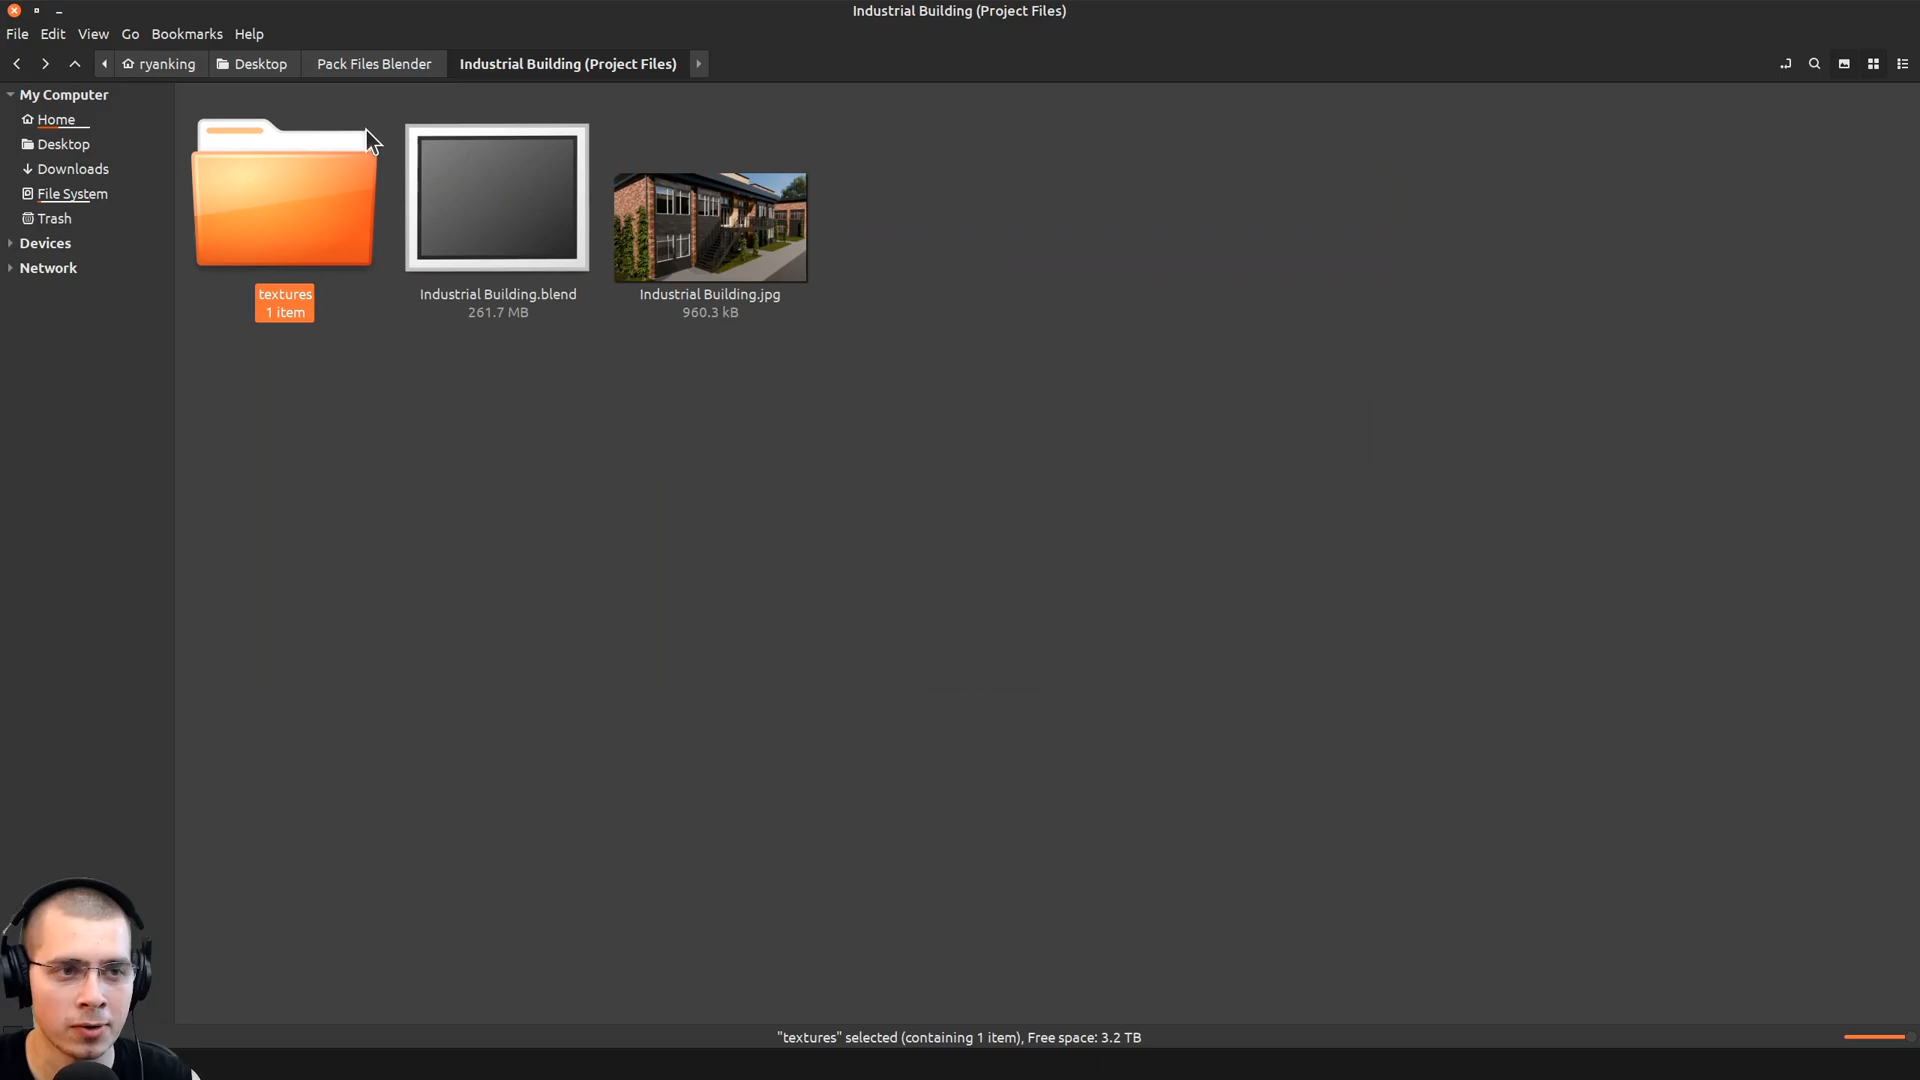 Industrial Building (Project Files)
File Edit View Go Bookmarks Help
ryanking Desktop Pack Files Blender Industrial Building (Project Files)
My Computer
Home
Desktop
Downloads
File System
Trash
Devices
Network
textures
1 item
Industrial Building.blend
261.7 MB
Industrial Building.jpg
960.3 kB
"textures" selected (containing 1 item), Free space: 3.2 TB